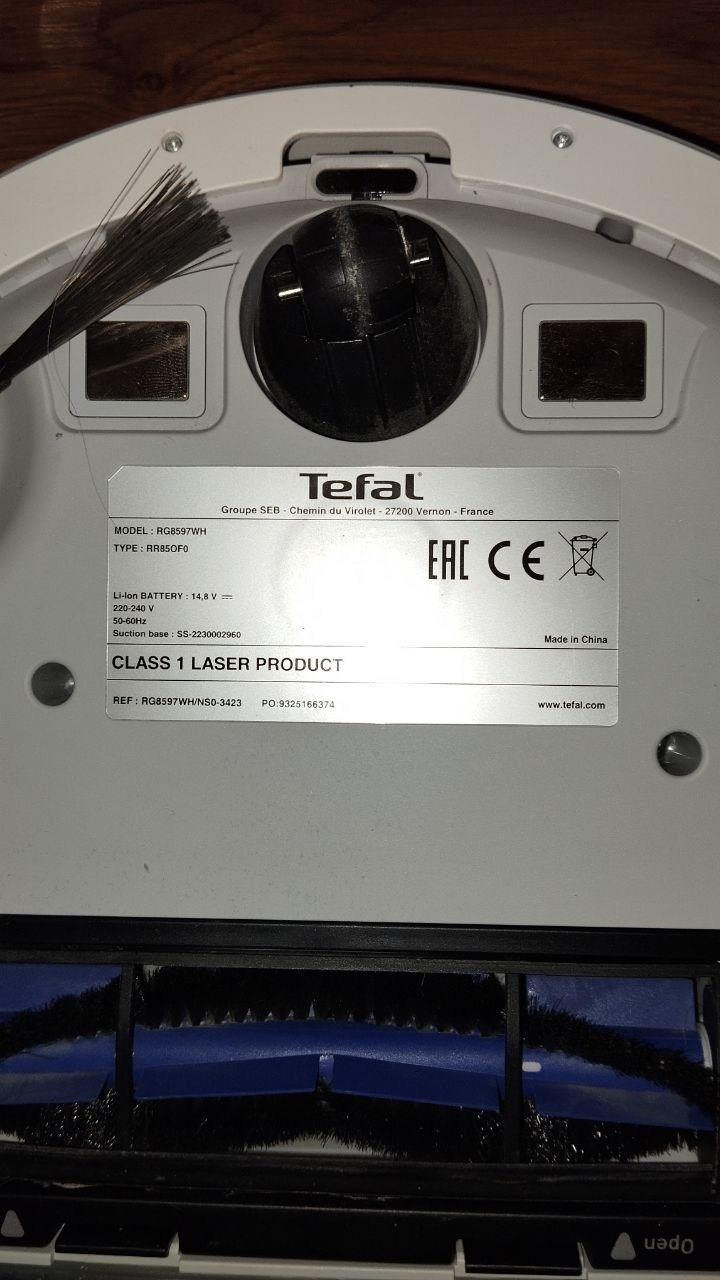 Tefal®
Groupe SEB - Chemin du Virolet - 27200 Vernon - France
MODEL : RG8597WH
TYPE : RR85OF0
EAC CE
Li-Ion BATTERY : 14,8 V
220-240 V
50-60Hz
Suction base : SS-2230002960
Made in China
CLASS 1 LASER PRODUCT
REF : RG8597WH/NS0-3423 PO:9325166374 www.tefal.com
Open